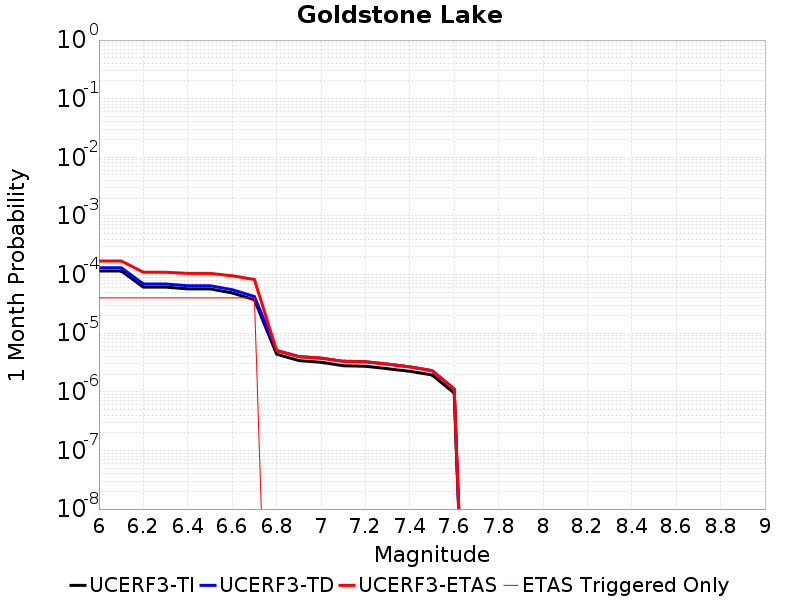 Goldstone Lake
1 Month Probability
10^0
10^-1
10^-2
10^-3
10^-4
10^-5
10^-6
10^-7
10^-8
6 6.2 6.4 6.6 6.8 7 7.2 7.4 7.6 7.8 8 8.2 8.4 8.6 8.8 9
Magnitude
UCERF3-TI UCERF3-TD UCERF3-ETAS ETAS Triggered Only